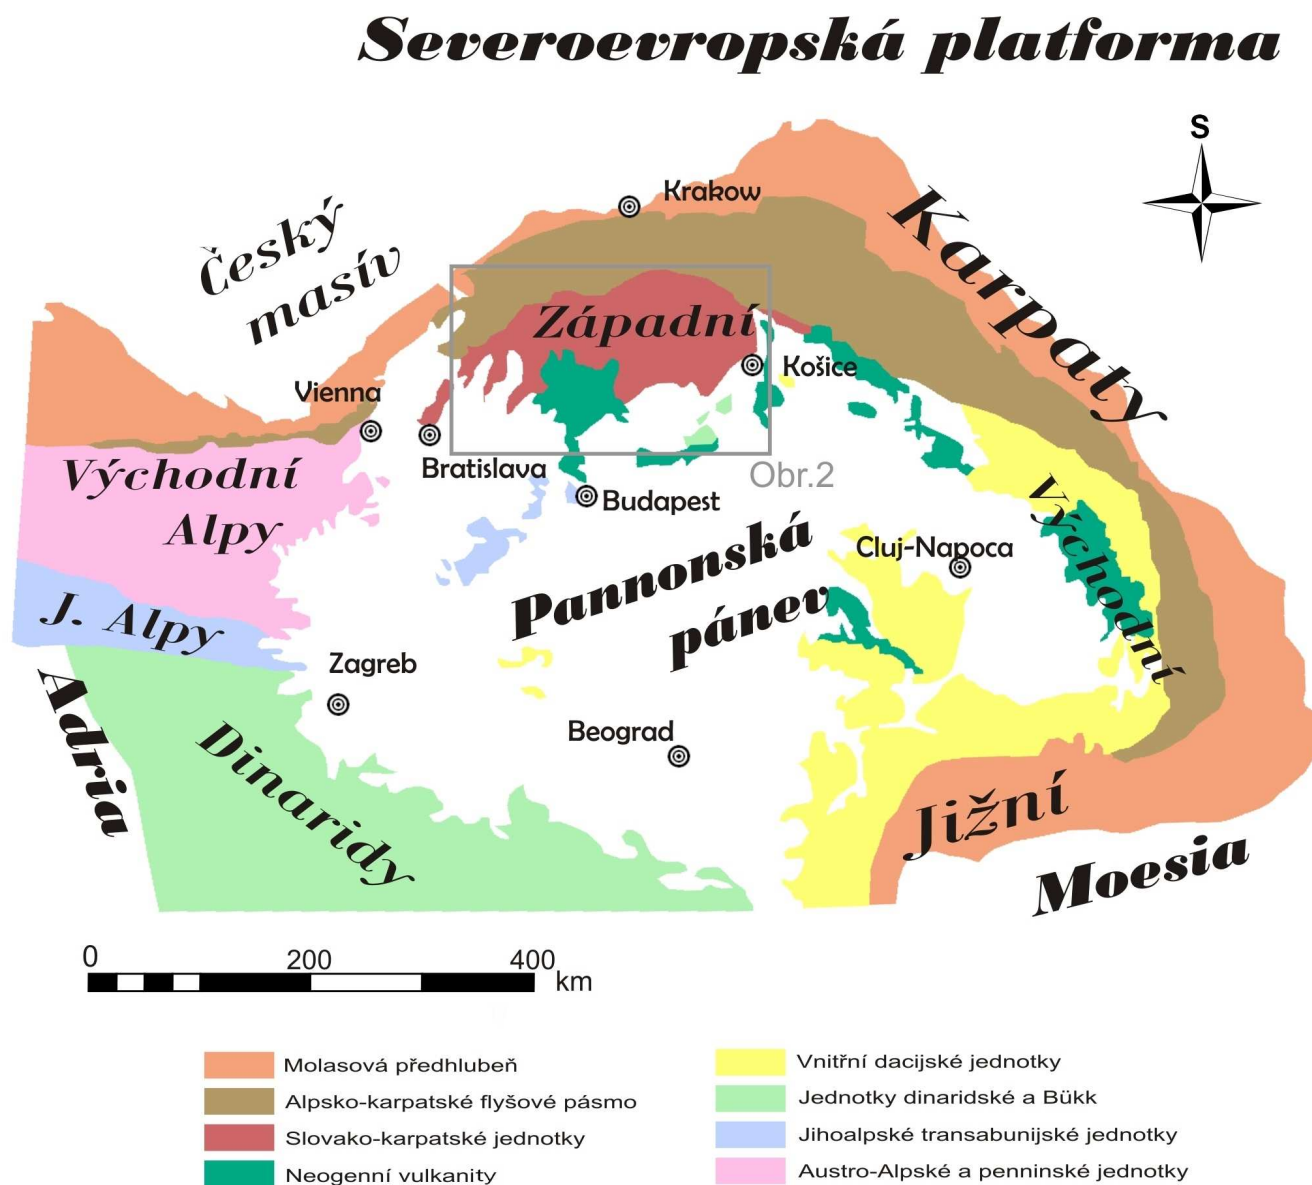 Severoevropská platforma
S
Krakow
Karpaty
Český
masív
Západní
Košice
Vienna
Bratislava
Východní
Alpy
Obr.2
Budapest
Východní
Pannonská
pánev
Cluj-Napoca
J. Alpy
Zagreb
Adria
Dinaridy
Beograd
Jižní
Moesia
0 200 400
km
Molasová předhlubeň
Alpsko-karpatské flyšové pásmo
Slovako-karpatské jednotky
Neogenní vulkanity
Vnitřní dacijské jednotky
Jednotky dinaridské a Bükk
Jihoalpské transabunijské jednotky
Austro-Alpské a penninské jednotky